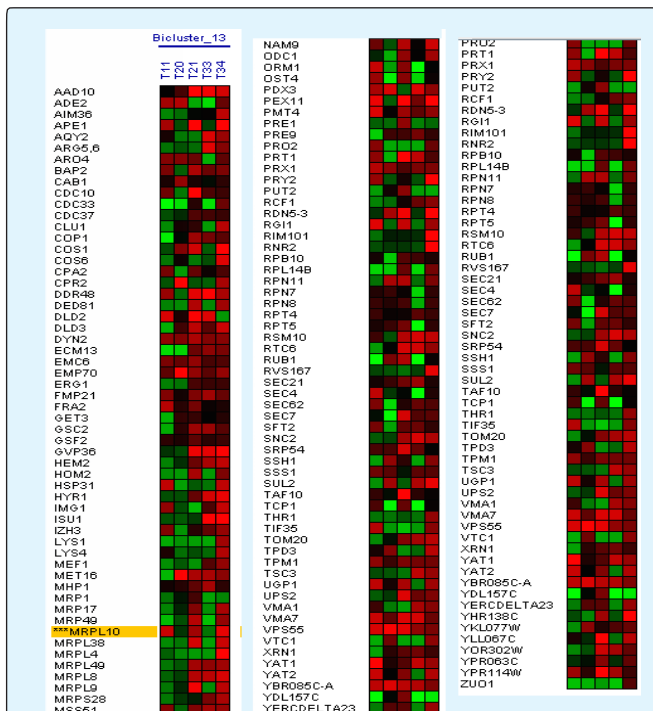 Bicluster_13
T11
T20
T21
T33
T34
AAD10
ADE2
AIM36
APE1
AQY2
ARG5,6
ARO4
BAP2
CAB1
CDC10
CDC33
CDC37
CLU1
COP1
COS1
COS6
CPA2
CPR2
DDR48
DED81
DLD2
DLD3
DYN2
ECM13
EMC6
EMP70
ERG1
FMP21
FRA2
GET3
GSC2
GSF2
GVP36
HEM2
HOM2
HSP31
HYR1
IMG1
ISU1
IZH3
LYS1
LYS4
MEF1
MET16
MHP1
MRP1
MRP17
MRP49
***MRPL10
MRPL38
MRPL4
MRPL49
MRPL8
MRPL9
MRPS28
MSS51
NAM9
ODC1
ORM1
OST4
PDX3
PEX11
PMT4
PRE1
PRE9
PRO2
PRT1
PRX1
PRY2
PUT2
RCF1
RDN5-3
RGI1
RIM101
RNR2
RPB10
RPL14B
RPN11
RPN7
RPN8
RPT4
RPT5
RSM10
RTC6
RUB1
RVS167
SEC21
SEC4
SEC62
SEC7
SFT2
SNC2
SRP54
SSH1
SSS1
SUL2
TAF10
TCP1
THR1
TIF35
TOM20
TPD3
TPM1
TSC3
UGP1
UPS2
VMA1
VMA7
VPS55
VTC1
XRN1
YAT1
YAT2
YBR085C-A
YDL157C
YERCDELTA23
PRO2
PRT1
PRX1
PRY2
PUT2
RCF1
RDN5-3
RGI1
RIM101
RNR2
RPB10
RPL14B
RPN11
RPN7
RPN8
RPT4
RPT5
RSM10
RTC6
RUB1
RVS167
SEC21
SEC4
SEC62
SEC7
SFT2
SNC2
SRP54
SSH1
SSS1
SUL2
TAF10
TCP1
THR1
TIF35
TOM20
TPD3
TPM1
TSC3
UGP1
UPS2
VMA1
VMA7
VPS55
VTC1
XRN1
YAT1
YAT2
YBR085C-A
YDL157C
YERCDELTA23
YHR138C
YKL077W
YLL067C
YOR302W
YPR063C
YPR114W
ZUO1